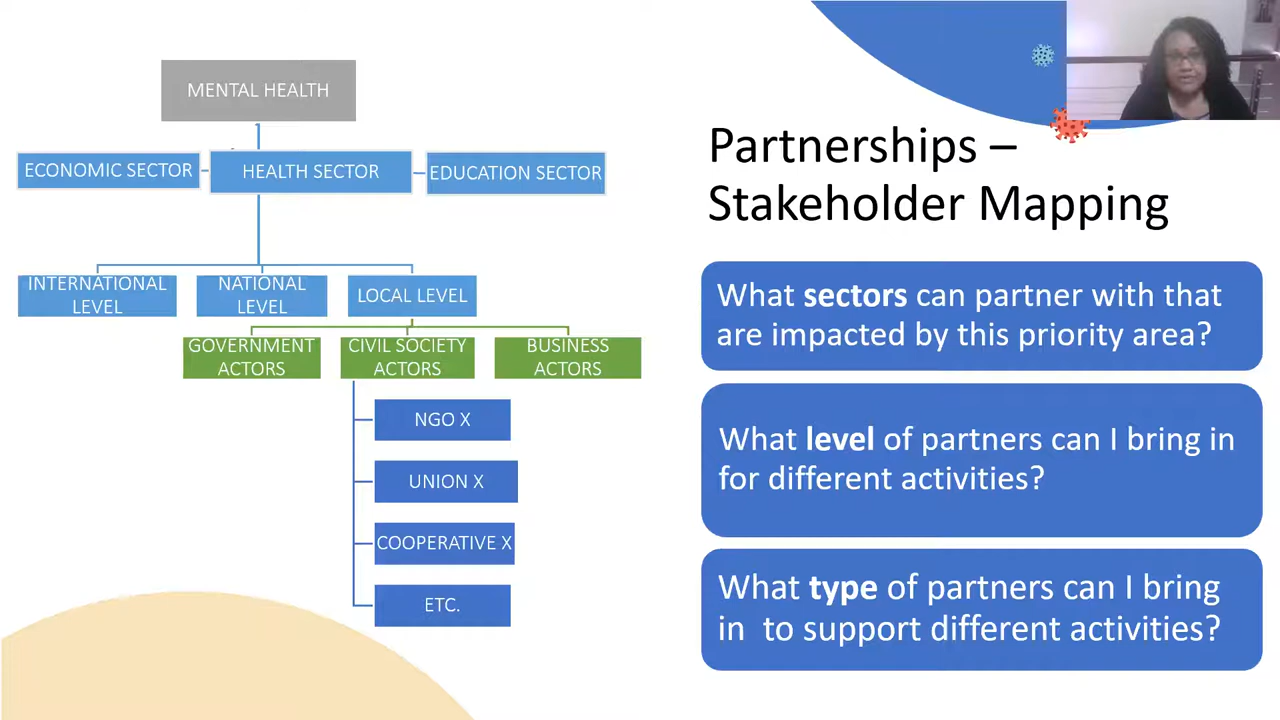 MENTAL HEALTH
ECONOMIC SECTOR
HEALTH SECTOR
EDUCATION SECTOR
INTERNATIONAL
LEVEL
NATIONAL
LEVEL
LOCAL LEVEL
GOVERNMENT
ACTORS
CIVIL SOCIETY
ACTORS
BUSINESS
ACTORS
NGO X
UNION X
COOPERATIVE X
ETC.
Partnerships –
Stakeholder Mapping
What sectors can partner with that
are impacted by this priority area?
What level of partners can I bring in
for different activities?
What type of partners can I bring
in to support different activities?